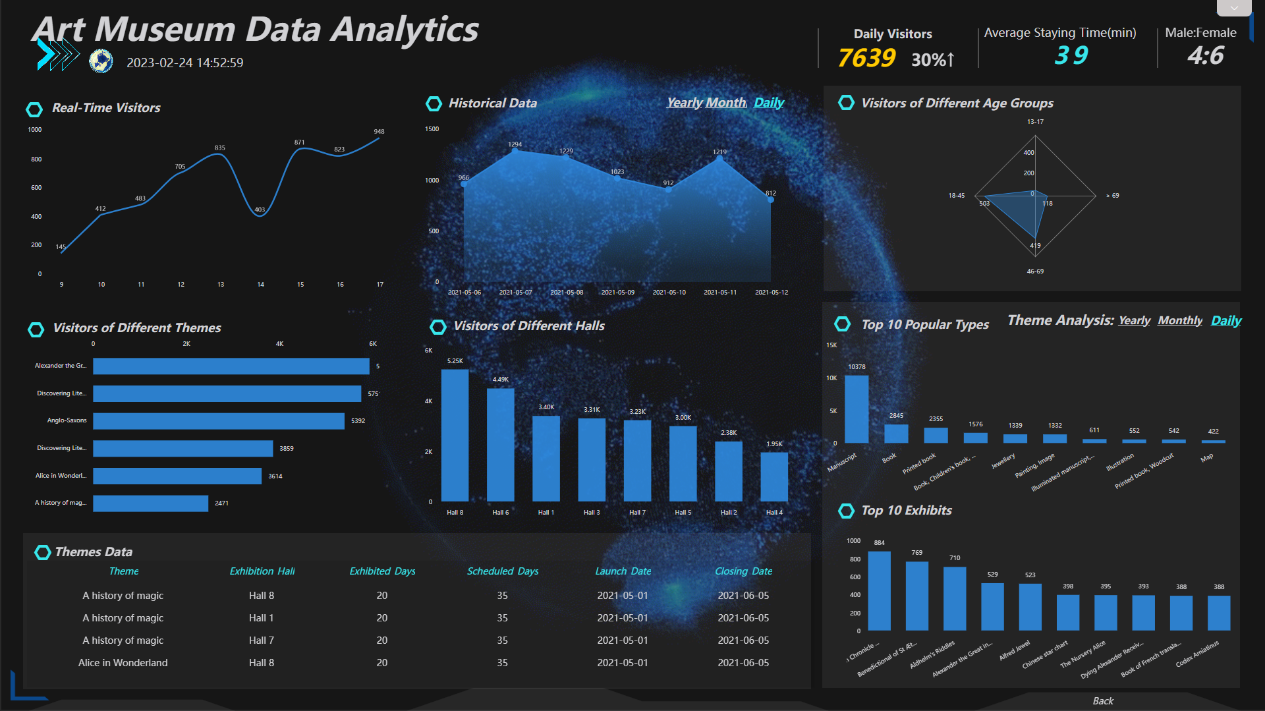 Art Museum Data Analytics
2023-02-24 14:52:59
Daily Visitors
7639 30%↑
Average Staying Time(min)
39
Male:Female
4:6
Real-Time Visitors
1000
800
600
400
200
0
145
412
483
705
835
403
871
823
948
9 10 11 12 13 14 15 16 17
Historical Data
Yearly Month Daily
1500
1000
500
0
966
1294
1229
1023
912
1219
812
2021-05-06 2021-05-07 2021-05-08 2021-05-09 2021-05-10 2021-05-11 2021-05-12
Visitors of Different Age Groups
13-17
400
200
0
18-45
> 69
503
118
419
46-69
Visitors of Different Themes
0 2K 4K 6K
Alexander the Gr... 5
Discovering Lite... 575
Anglo-Saxons 5392
Discovering Lite... 3859
Alice in Wonderl... 3614
A history of mag... 2471
Visitors of Different Halls
6K
4K
2K
0
5.25K
4.49K
3.40K
3.31K
3.23K
3.00K
2.38K
1.95K
Hall 8 Hall 6 Hall 1 Hall 3 Hall 7 Hall 5 Hall 2 Hall 4
Top 10 Popular Types
Theme Analysis: Yearly Monthly Daily
15K
10K
5K
0
10378
2845
2355
1576
1339
1332
611
552
542
422
Manuscript
Book
Printed book
Book, Children's book, ...
Jewellery
Painting, Image
Illuminated manuscript,...
Illustration
Printed book, Woodcut
Map
Top 10 Exhibits
1000
800
600
400
200
0
884
769
710
529
523
398
395
393
388
388
Chronicle ...
Benedictional of St Æt...
Aldhelm's Riddles
Alexander the Great in...
Alfred Jewel
Chinese star chart
The Nursery Alice
Dying Alexander Receiv...
Book of French transla...
Codex Amiatinus
Themes Data
Theme Exhibition Hall Exhibited Days Scheduled Days Launch Date Closing Date
A history of magic Hall 8 20 35 2021-05-01 2021-06-05
A history of magic Hall 1 20 35 2021-05-01 2021-06-05
A history of magic Hall 7 20 35 2021-05-01 2021-06-05
Alice in Wonderland Hall 8 20 35 2021-05-01 2021-06-05
Back